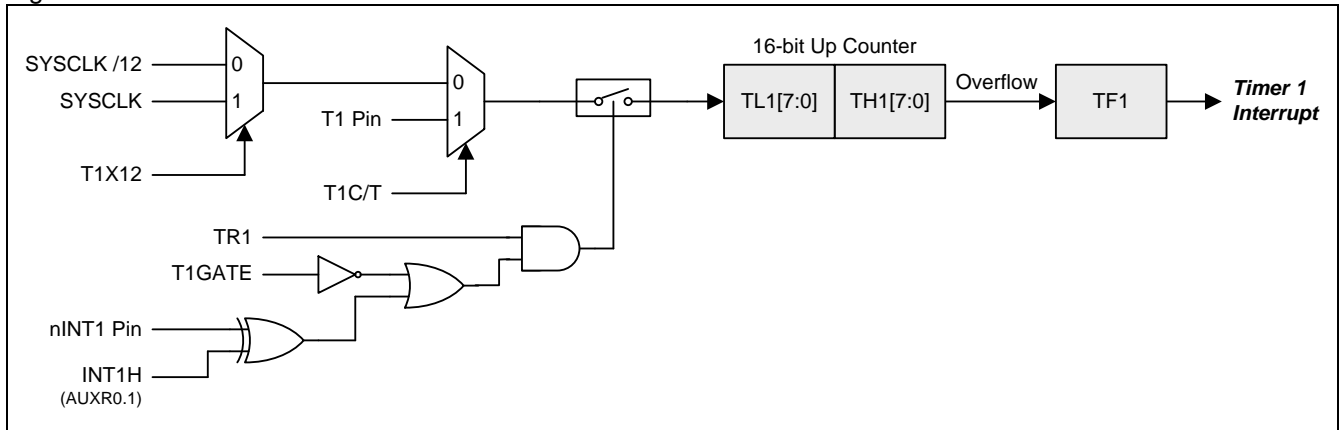 16-bit Up Counter
SYSCLK /12
0
SYSCLK
1
0
T1 Pin
1
TL1[7:0]
TH1[7:0]
Overflow
TF1
Timer 1
Interrupt
T1X12
T1C/T
TR1
T1GATE
nINT1 Pin
INT1H
(AUXR0.1)